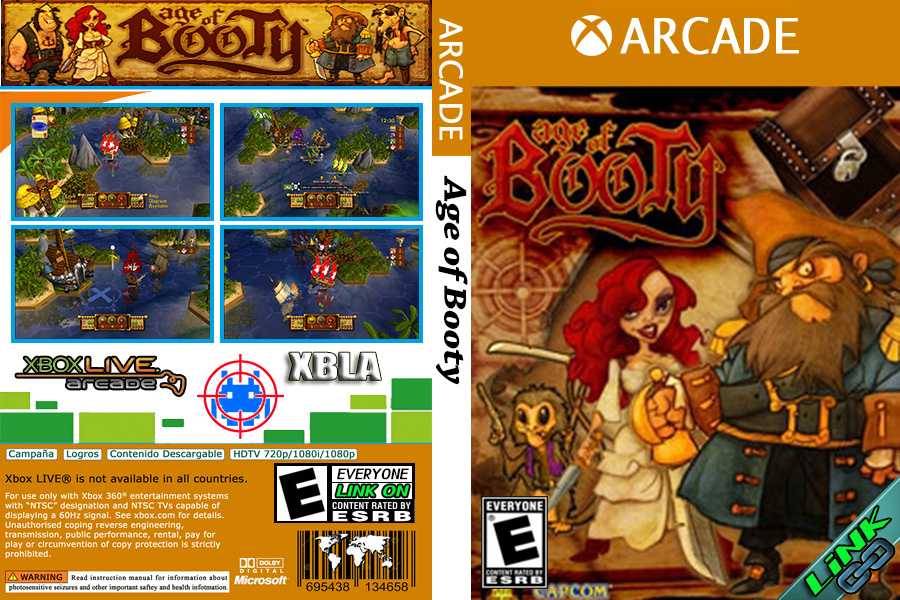 age of
BOOTY
15:55
12:30
XBOX LIVE
arcade
XBLA
Campaña
Logros
Contenido Descargable
HDTV 720p/1080i/1080p
Xbox LIVE® is not available in all countries.
For use only with Xbox 360® entertainment systems
with "NTSC" designation and NTSC TVs capable of
displaying a 60Hz signal. See xbox.com for details.
Unauthorised coping reverse engineering,
transmission, public performance, rental, pay for
play or circumvention of copy protection is strictly
prohibited.
WARNING Read instruction manual for information about
photosensitive seizures and other important saftey and health infotmation.
E
EVERYONE
LINK ON
CONTENT RATED BY
ESRB
DOLBY
DIGITAL
Microsoft
695438 134658
ARCADE
Age of Booty
ARCADE
age of
BOOTY
EVERYONE
E
CONTENT RATED BY
ESRB
CAPCOM
LiNK